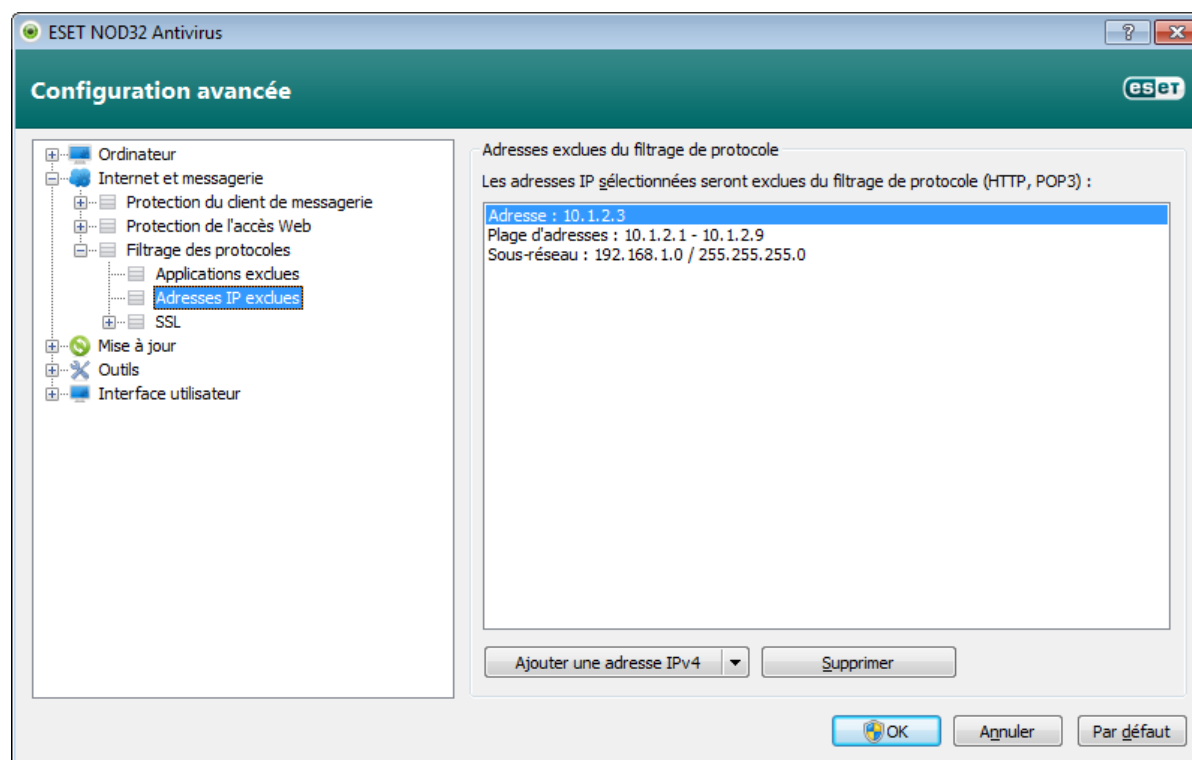 ESET NOD32 Antivirus
?
Configuration avancée
eset
Ordinateur
Internet et messagerie
Protection du client de messagerie
Protection de l'accès Web
Filtrage des protocoles
Applications exclues
Adresses IP exclues
SSL
Mise à jour
Outils
Interface utilisateur
Adresses exclues du filtrage de protocole
Les adresses IP sélectionnées seront exclues du filtrage de protocole (HTTP, POP3) :
Adresse : 10.1.2.3
Plage d'adresses : 10.1.2.1 - 10.1.2.9
Sous-réseau : 192.168.1.0 / 255.255.255.0
Ajouter une adresse IPv4
Supprimer
OK
Annuler
Par défaut